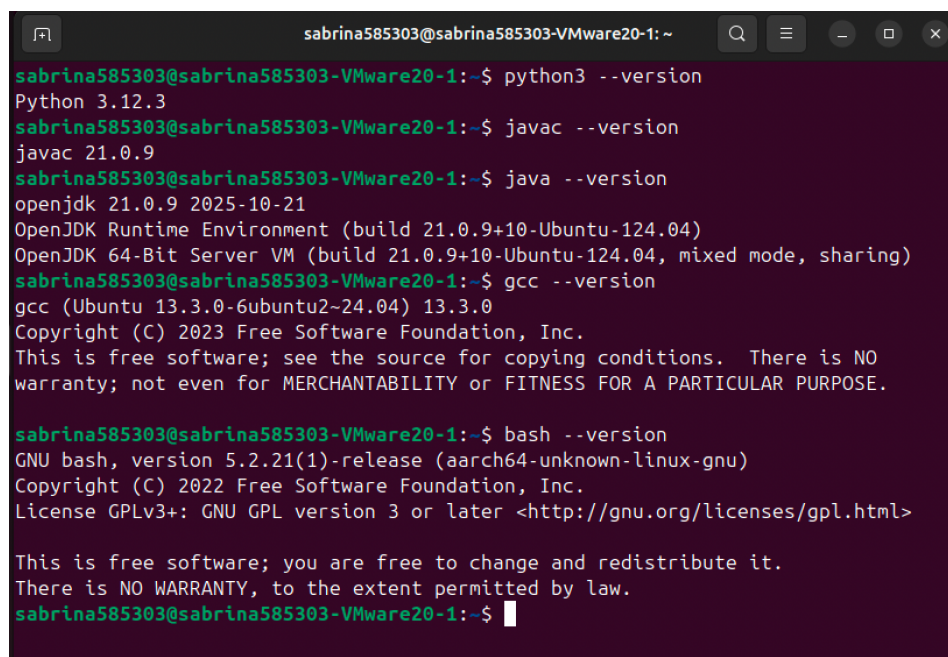 sabrina585303@sabrina585303-VMware20-1: ~
sabrina585303@sabrina585303-VMware20-1:~$ python3 --version
Python 3.12.3
sabrina585303@sabrina585303-VMware20-1:~$ javac --version
javac 21.0.9
sabrina585303@sabrina585303-VMware20-1:~$ java --version
openjdk 21.0.9 2025-10-21
OpenJDK Runtime Environment (build 21.0.9+10-Ubuntu-124.04)
OpenJDK 64-Bit Server VM (build 21.0.9+10-Ubuntu-124.04, mixed mode, sharing)
sabrina585303@sabrina585303-VMware20-1:~$ gcc --version
gcc (Ubuntu 13.3.0-6ubuntu2~24.04) 13.3.0
Copyright (C) 2023 Free Software Foundation, Inc.
This is free software; see the source for copying conditions.  There is NO
warranty; not even for MERCHANTABILITY or FITNESS FOR A PARTICULAR PURPOSE.
sabrina585303@sabrina585303-VMware20-1:~$ bash --version
GNU bash, version 5.2.21(1)-release (aarch64-unknown-linux-gnu)
Copyright (C) 2022 Free Software Foundation, Inc.
License GPLv3+: GNU GPL version 3 or later <http://gnu.org/licenses/gpl.html>
This is free software; you are free to change and redistribute it.
There is NO WARRANTY, to the extent permitted by law.
sabrina585303@sabrina585303-VMware20-1:~$